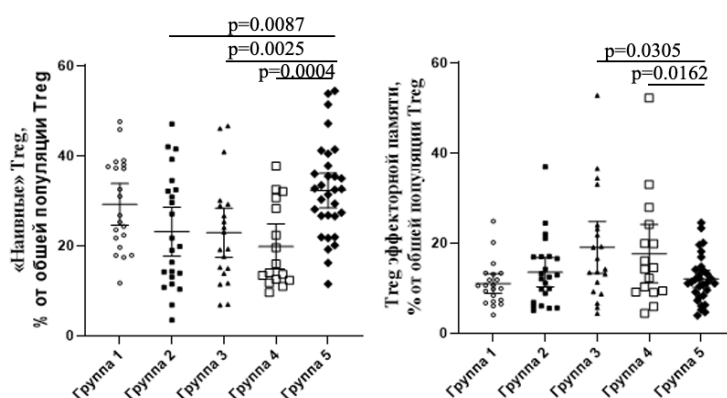 p=0.0087
p=0.0025
p=0.0004
60
40
20
0
«Наивные» Treg,
% от обшей популяции Treg
Группа 1
Группа 2
Группа 3
Группа 4
Группа 5
p=0.0305
p=0.0162
60
40
20
0
Treg эффекторной памяти,
% от обшей популяции Treg
Группа 1
Группа 2
Группа 3
Группа 4
Группа 5